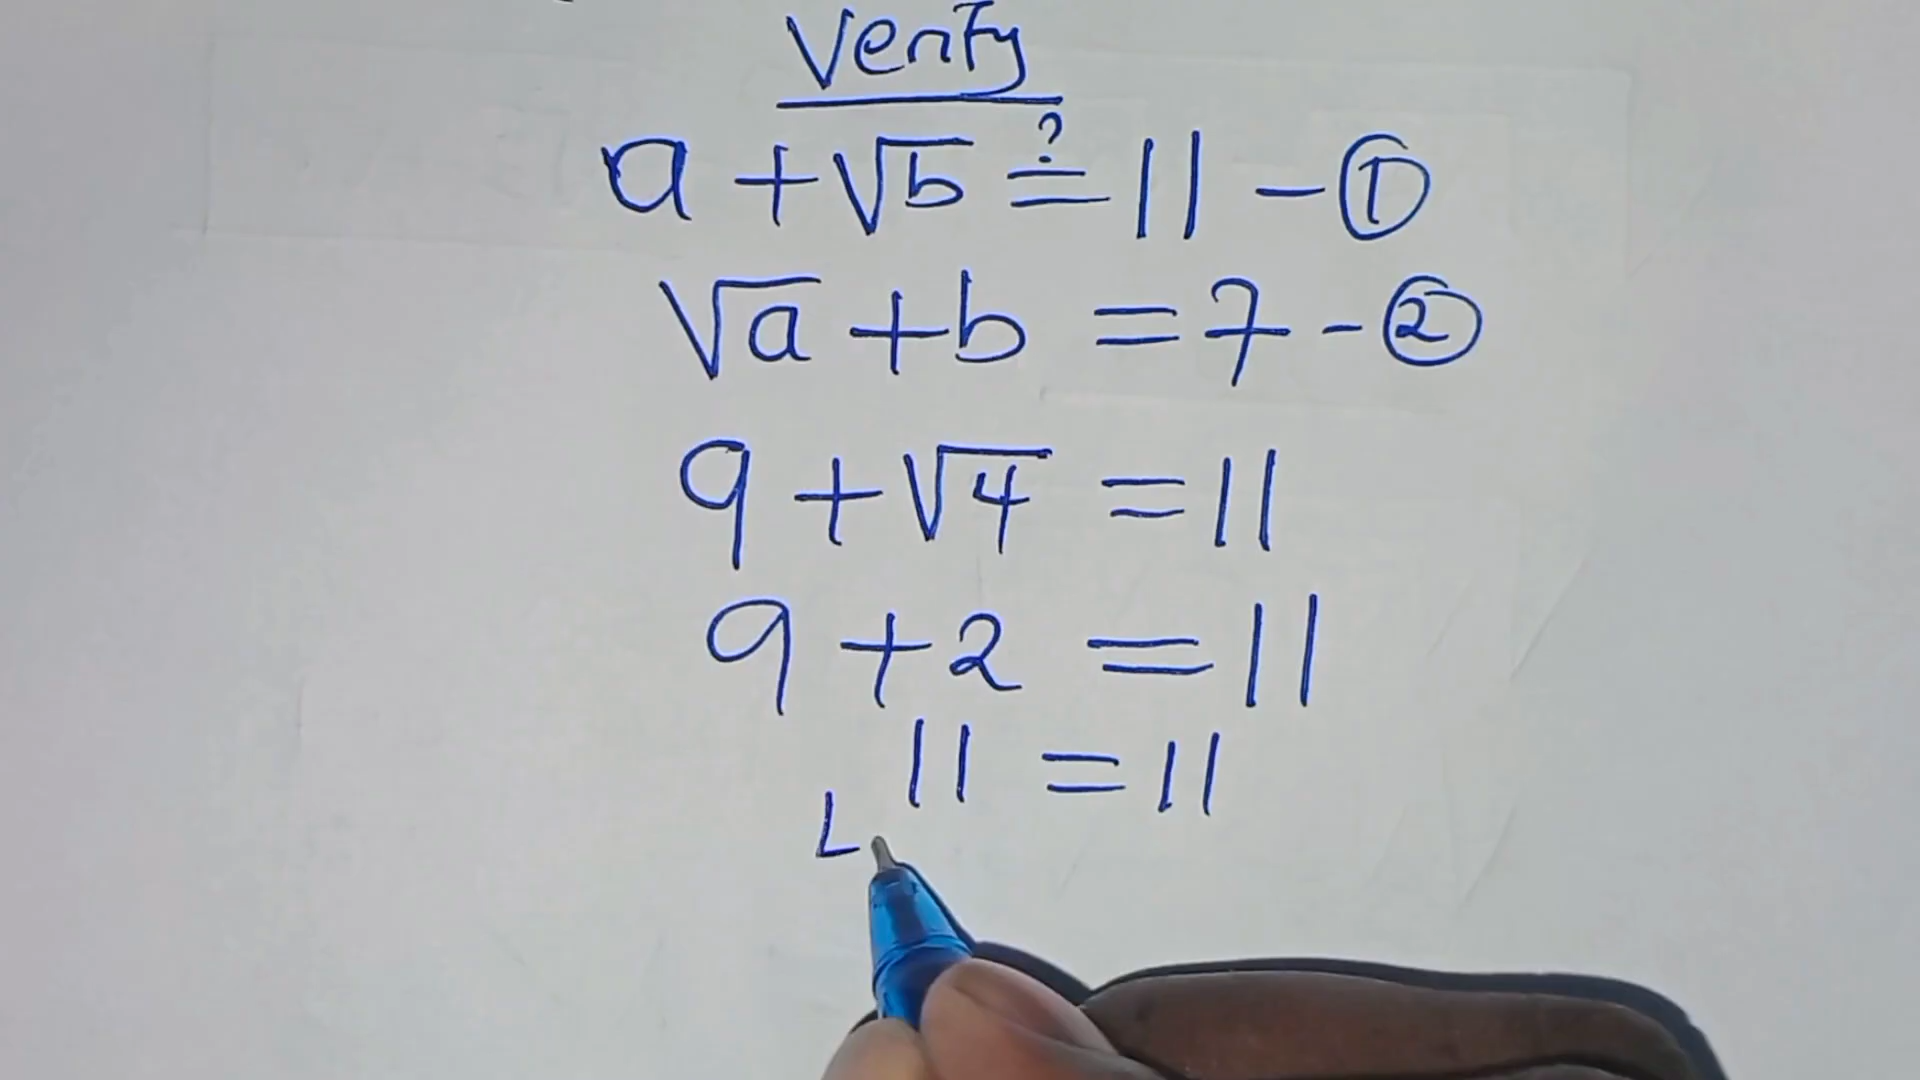 Verify
a + √b ≟ 11 - ①
√a + b = 7 - ②
9 + √4 = 11
9 + 2 = 11
11 = 11
L